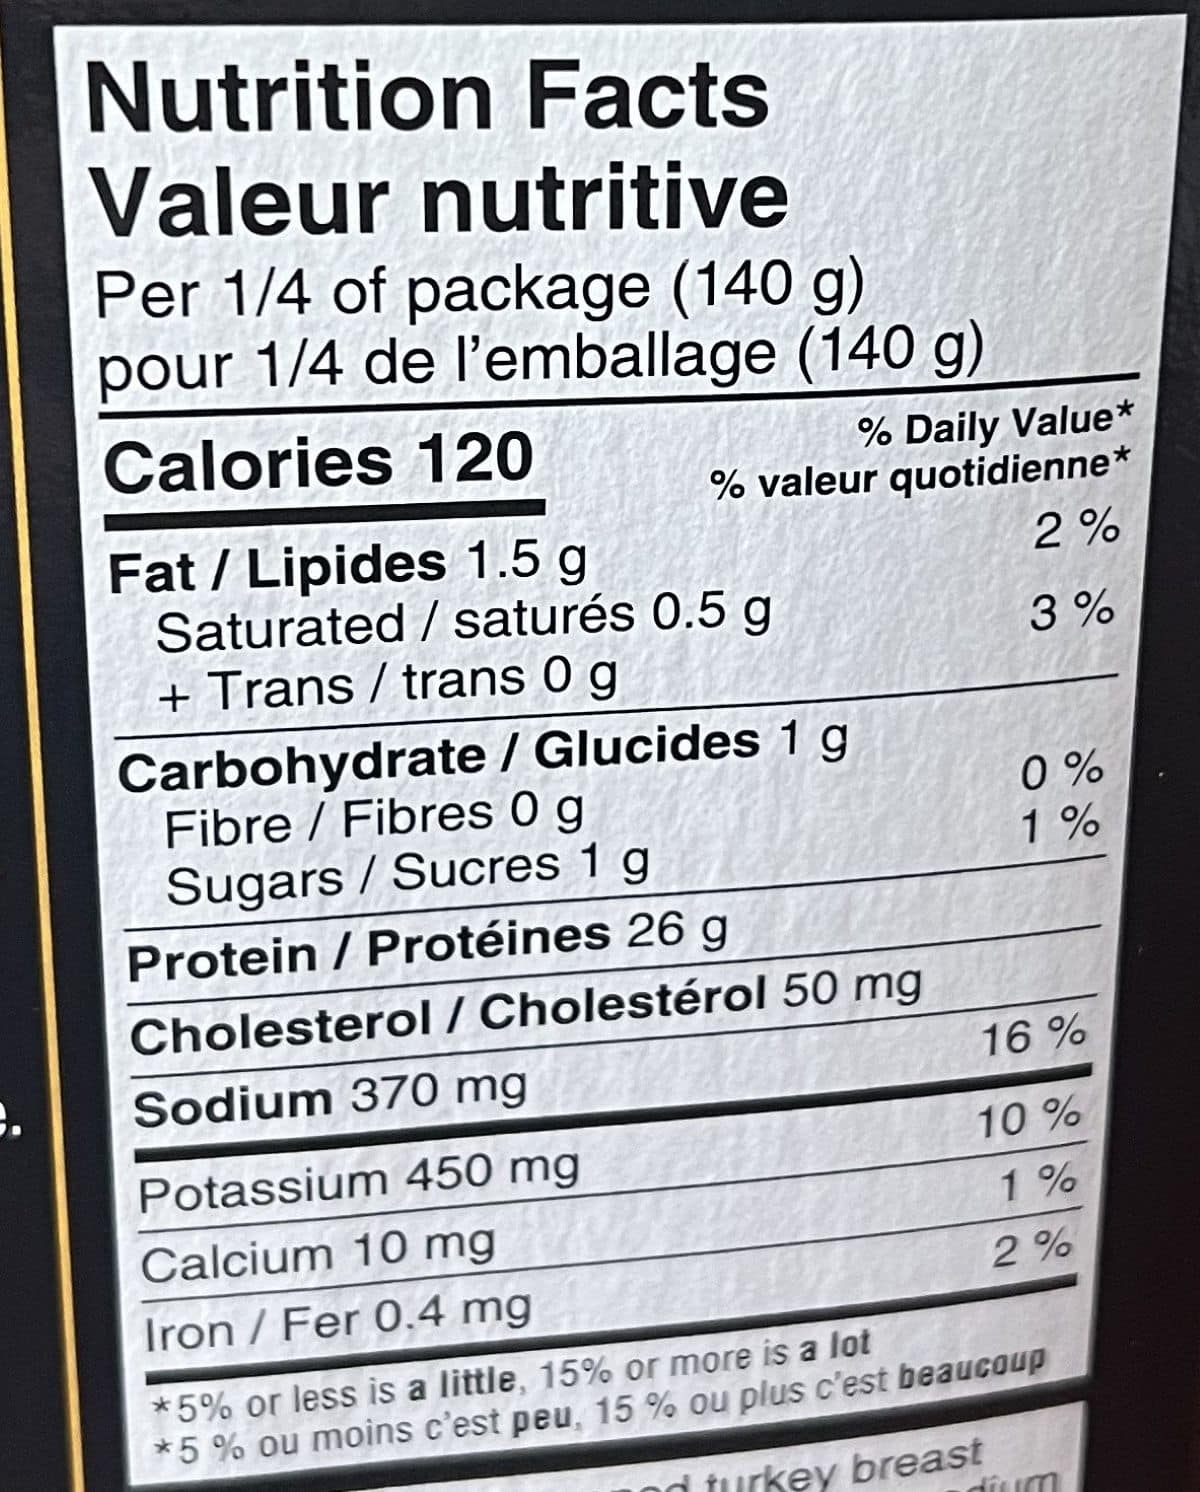 Nutrition Facts
Valeur nutritive
Per 1/4 of package (140 g)
pour 1/4 de l'emballage (140 g)
Calories 120
% Daily Value*
% valeur quotidienne*
Fat / Lipides 1.5 g 2 %
Saturated / saturés 0.5 g 3 %
+ Trans / trans 0 g
Carbohydrate / Glucides 1 g
Fibre / Fibres 0 g 0 %
Sugars / Sucres 1 g 1 %
Protein / Protéines 26 g
Cholesterol / Cholestérol 50 mg
Sodium 370 mg 16 %
Potassium 450 mg 10 %
Calcium 10 mg 1 %
Iron / Fer 0.4 mg 2 %
*5% or less is a little, 15% or more is a lot
*5 % ou moins c'est peu, 15 % ou plus c'est beaucoup
turkey breast